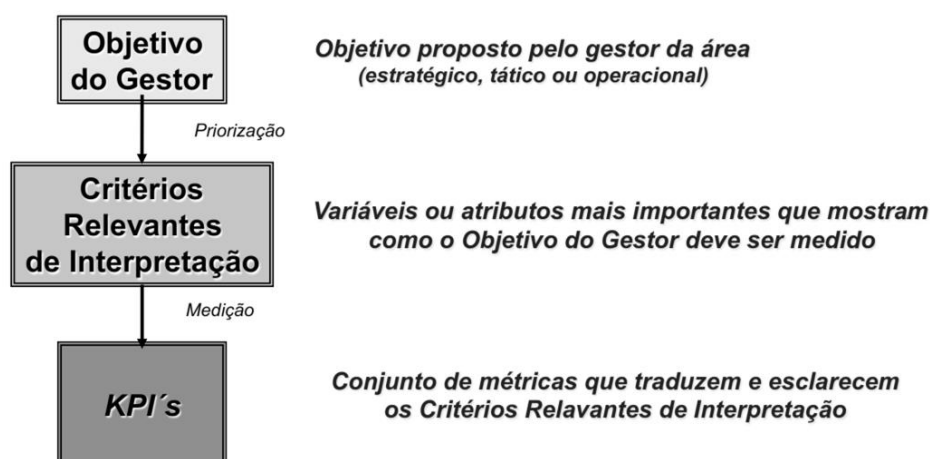 Objetivo
do Gestor
Objetivo proposto pelo gestor da área
(estratégico, tático ou operacional)
Priorização
Critérios
Relevantes
de Interpretação
Variáveis ou atributos mais importantes que mostram
como o Objetivo do Gestor deve ser medido
Medição
KPI´s
Conjunto de métricas que traduzem e esclarecem
os Critérios Relavantes de Interpretação